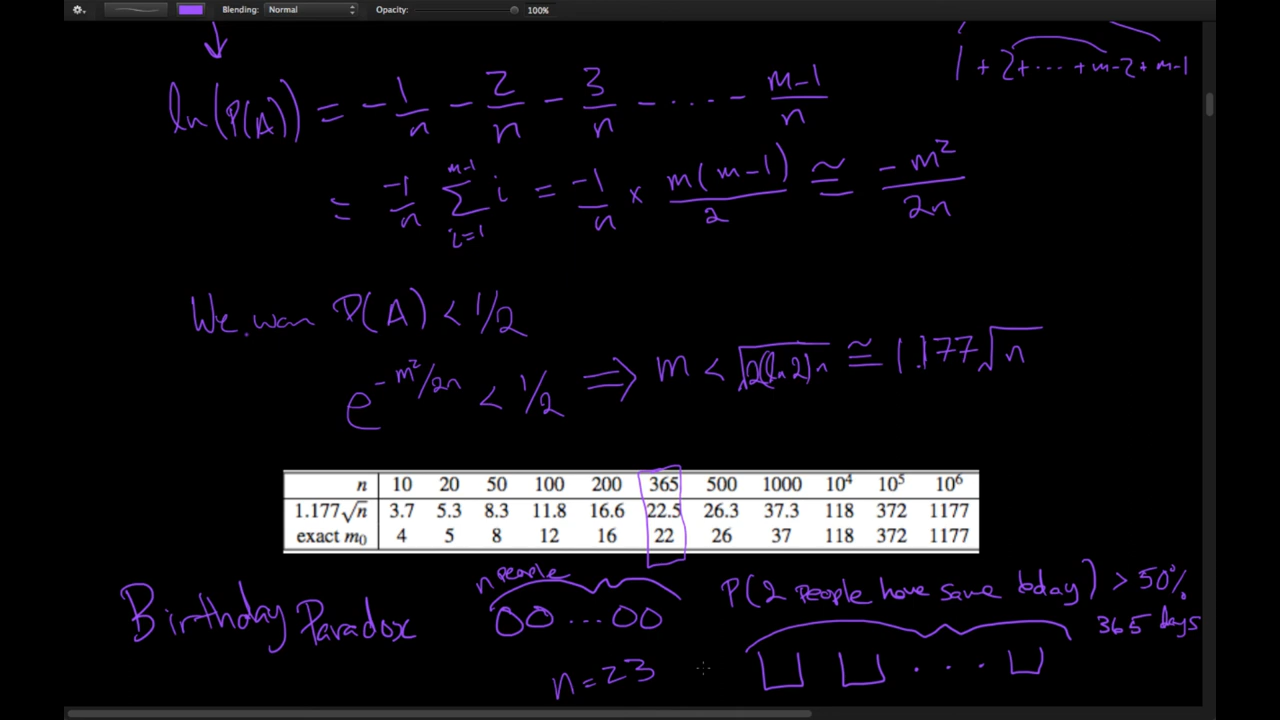 Blending: Normal Opacity: 100%
1 + 2 + ... + m-2 + m-1
ln(P(A)) = - 1/n - 2/n - 3/n - ... - m-1/n
= -1/n ∑_{i=1}^{m-1} i = -1/n × m(m-1)/2 ≅ -m²/2n
We wan P(A) < 1/2
e^{-m²/2n} < 1/2 ⟹ m < √(2(ln 2)n) ≅ 1.177√n
n 10 20 50 100 200 365 500 1000 10⁴ 10⁵ 10⁶
1.177√n 3.7 5.3 8.3 11.8 16.6 22.5 26.3 37.3 118 372 1177
exact m₀ 4 5 8 12 16 22 26 37 118 372 1177
Birthday Paradox
n people
00...00
n = 23
P(2 people have same bday) > 50%
365 days